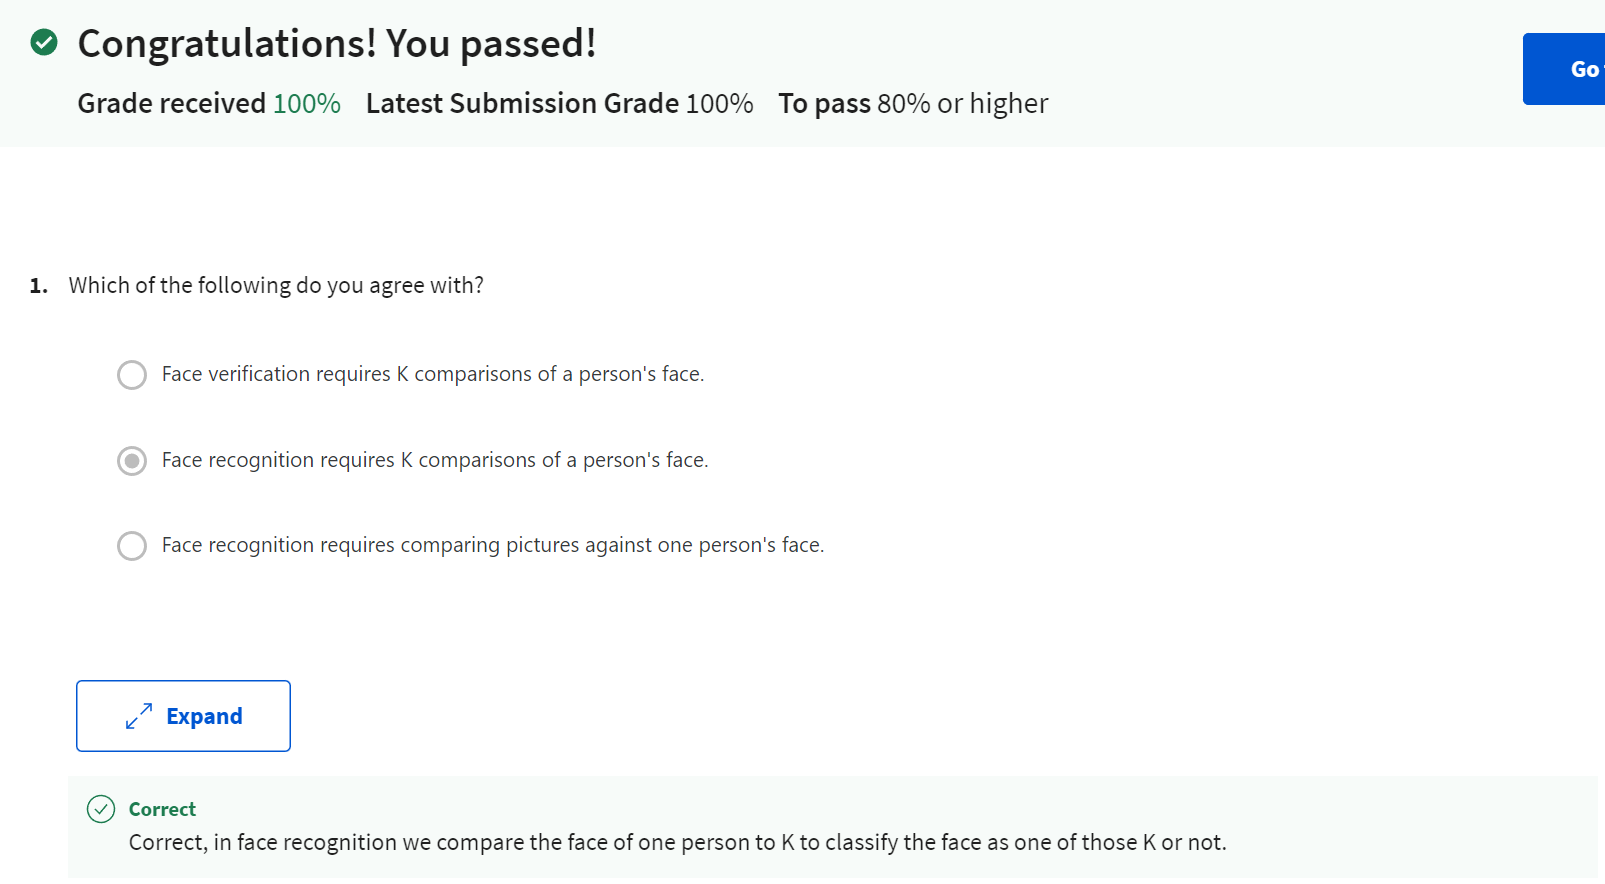 Congratulations! You passed!
Go
Grade received 100% Latest Submission Grade 100% To pass 80% or higher
1. Which of the following do you agree with?
Face verification requires K comparisons of a person's face.
Face recognition requires K comparisons of a person's face.
Face recognition requires comparing pictures against one person's face.
Expand
Correct
Correct, in face recognition we compare the face of one person to K to classify the face as one of those K or not.